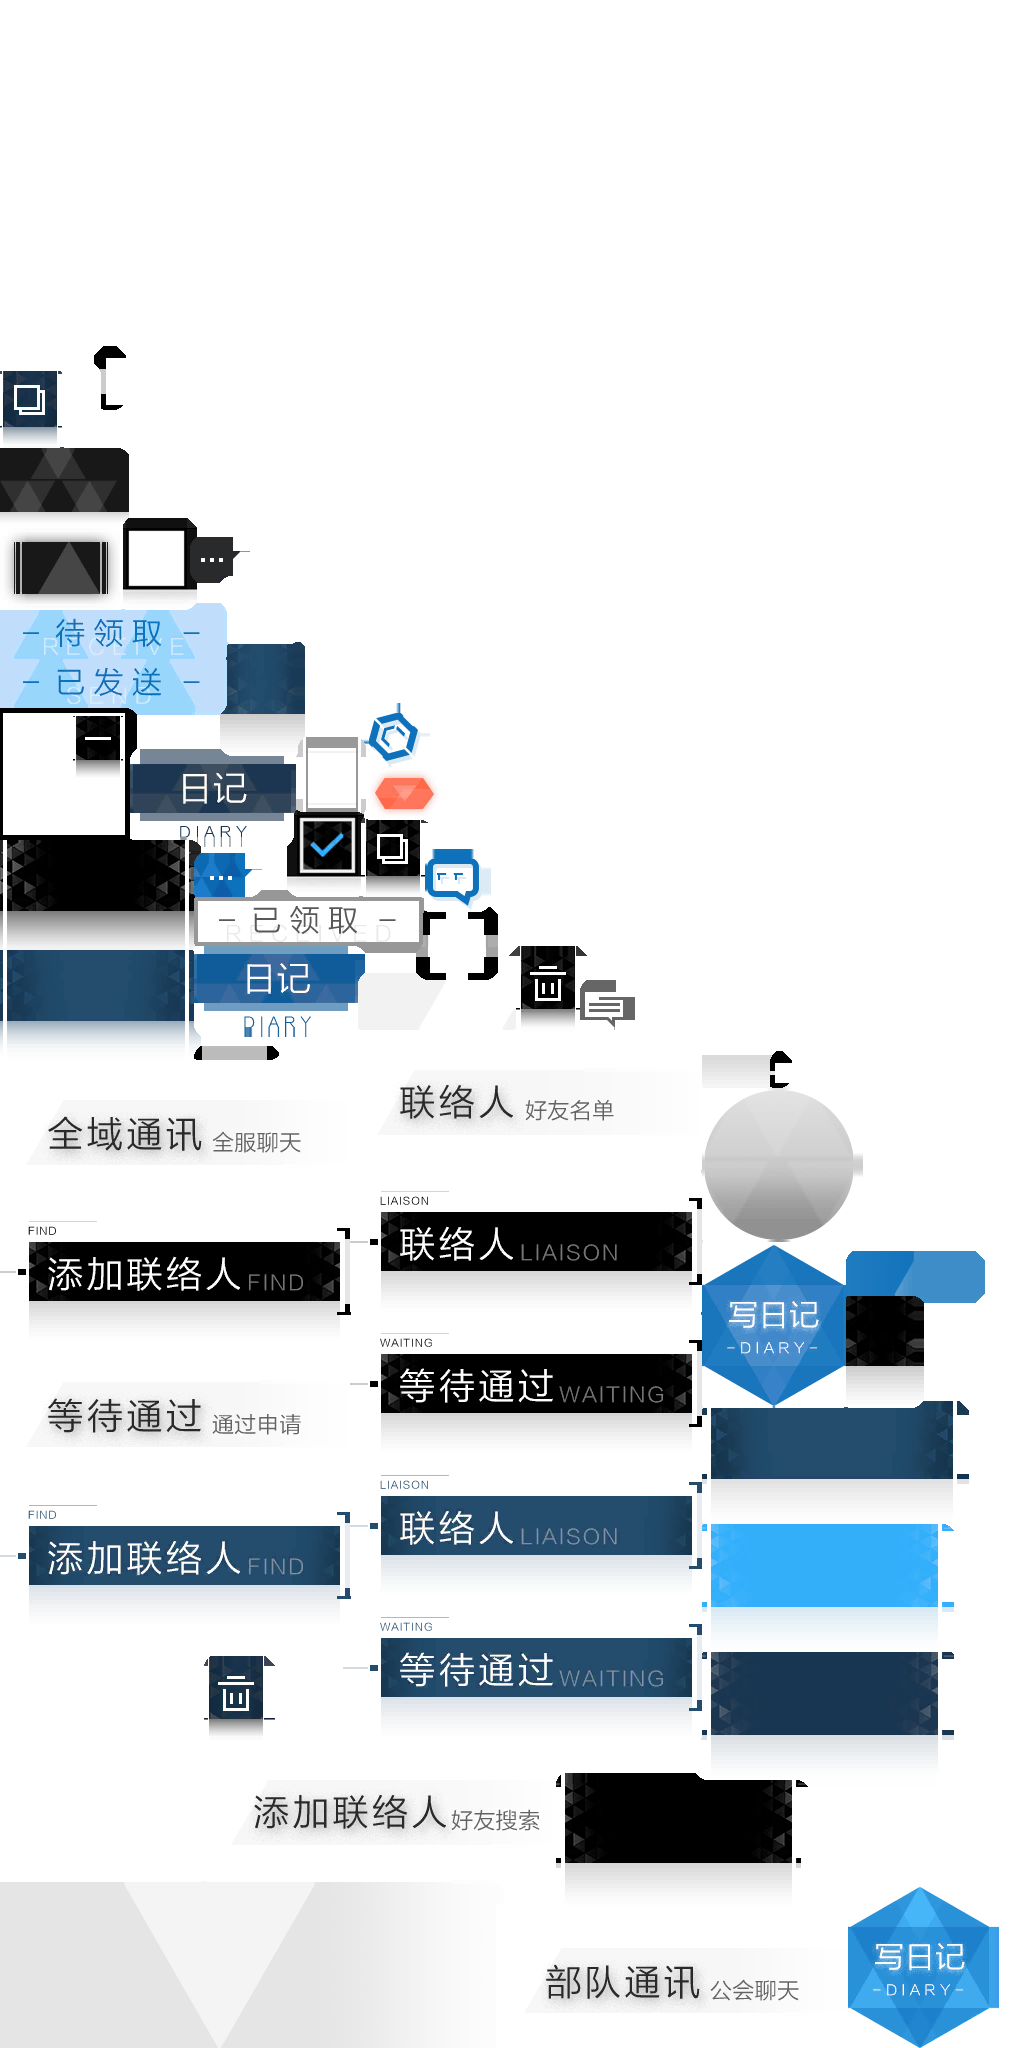 - 待领取 -
RECEIVE
- 已发送 -
SEND
日记
DIARY
- 已领取 -
RECEIVED
日记
DIARY
联络人 好友名单
全域通讯 全服聊天
LIAISON
联络人 LIAISON
FIND
添加联络人 FIND
写日记
-DIARY-
WAITING
等待通过 WAITING
等待通过 通过申请
LIAISON
联络人 LIAISON
FIND
添加联络人 FIND
WAITING
等待通过 WAITING
添加联络人 好友搜索
写日记
-DIARY-
部队通讯 公会聊天